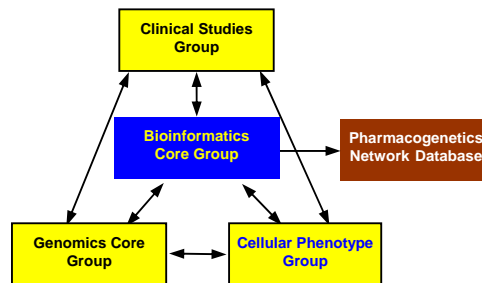 Clinical Studies
Group
Bioinformatics
Core Group
Pharmacogenetics
Network Database
Genomics Core
Group
Cellular Phenotype
Group